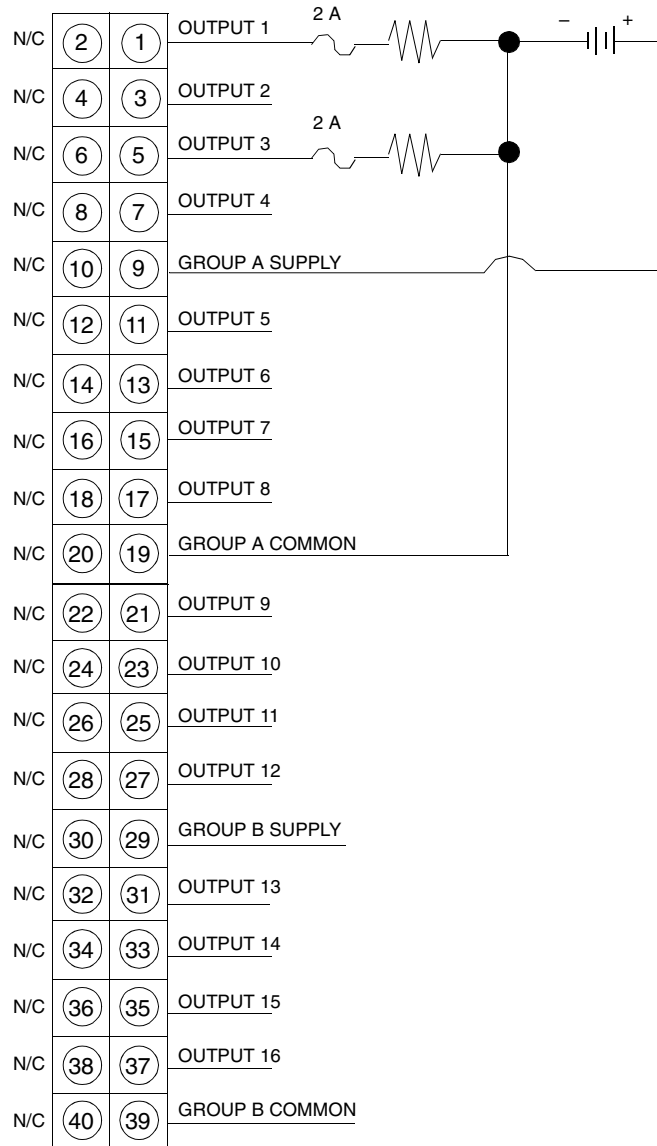 2 A
– +
N/C 2 1 OUTPUT 1
N/C 4 3 OUTPUT 2
2 A
N/C 6 5 OUTPUT 3
N/C 8 7 OUTPUT 4
N/C 10 9 GROUP A SUPPLY
N/C 12 11 OUTPUT 5
N/C 14 13 OUTPUT 6
N/C 16 15 OUTPUT 7
N/C 18 17 OUTPUT 8
N/C 20 19 GROUP A COMMON
N/C 22 21 OUTPUT 9
N/C 24 23 OUTPUT 10
N/C 26 25 OUTPUT 11
N/C 28 27 OUTPUT 12
N/C 30 29 GROUP B SUPPLY
N/C 32 31 OUTPUT 13
N/C 34 33 OUTPUT 14
N/C 36 35 OUTPUT 15
N/C 38 37 OUTPUT 16
N/C 40 39 GROUP B COMMON